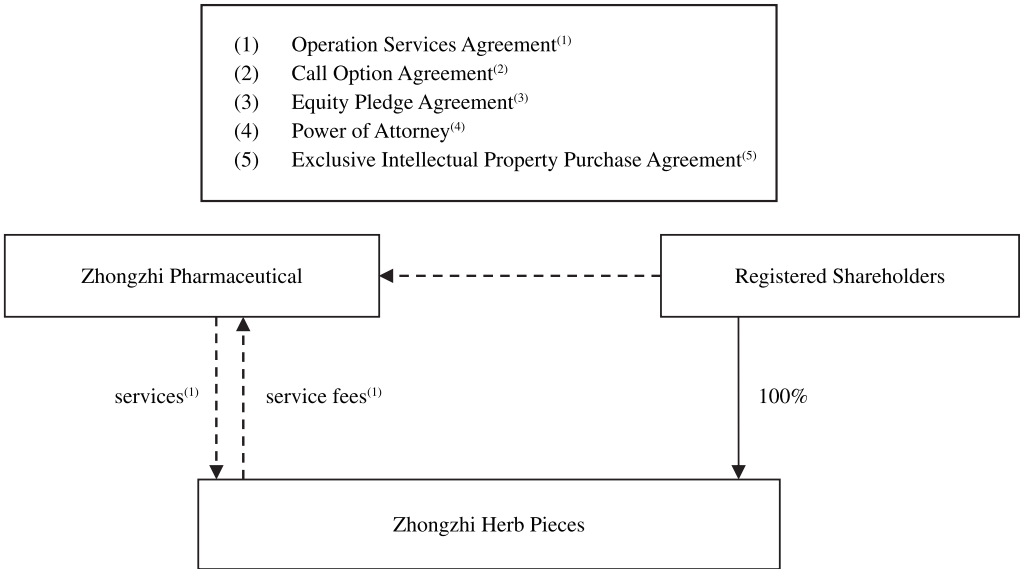 (1) Operation Services Agreement(1)
(2) Call Option Agreement(2)
(3) Equity Pledge Agreement(3)
(4) Power of Attorney(4)
(5) Exclusive Intellectual Property Purchase Agreement(5)
Zhongzhi Pharmaceutical
Registered Shareholders
services(1)
service fees(1)
100%
Zhongzhi Herb Pieces